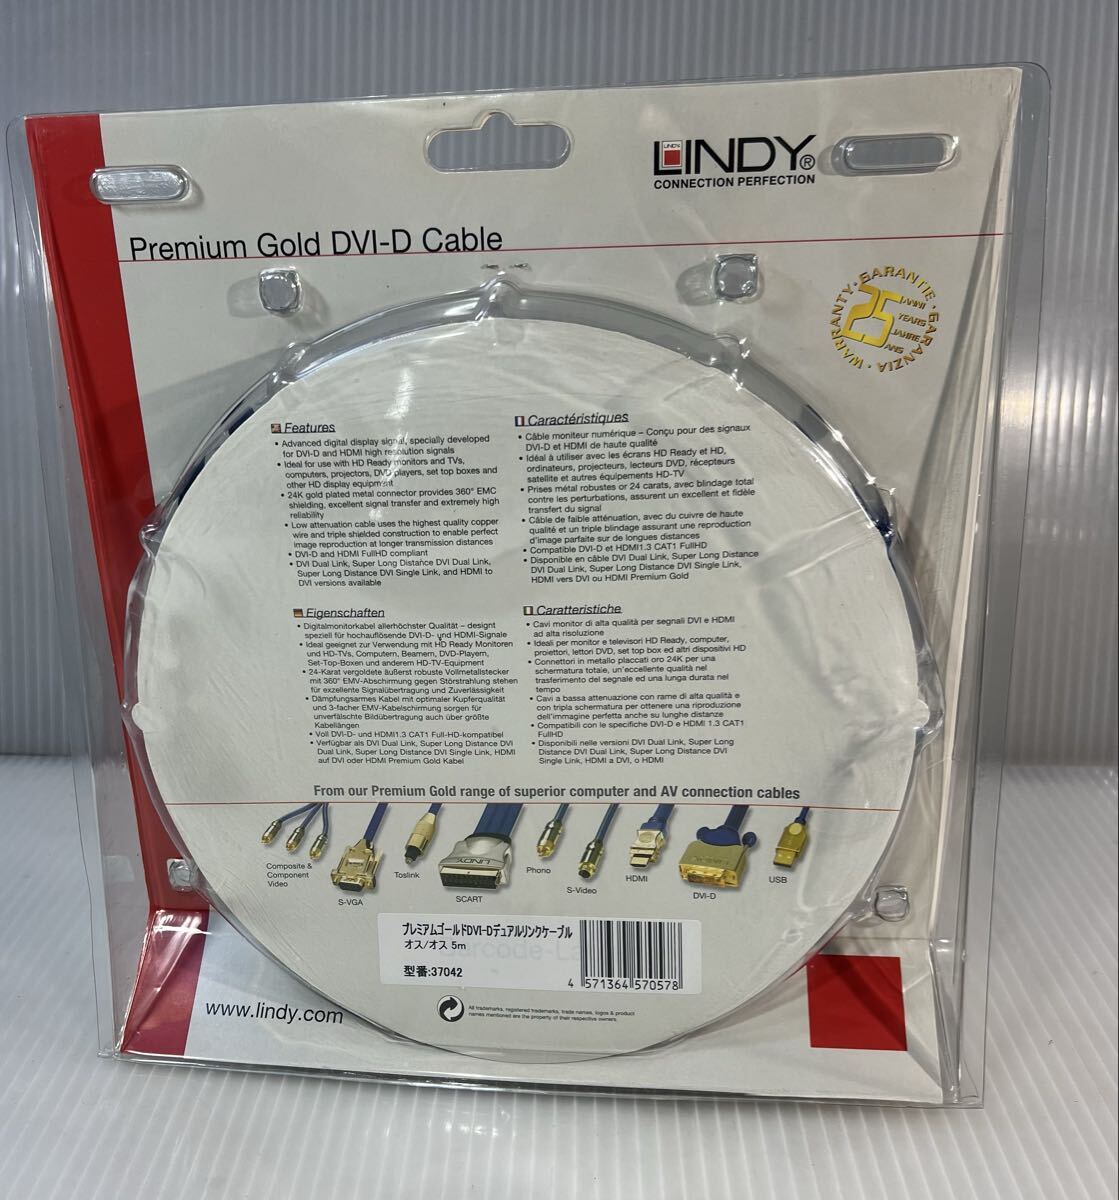 LINDY®
CONNECTION PERFECTION
Premium Gold DVI-D Cable
WARRANTY · GARANTIE · GARANZIA ·
25
ANNI
YEARS
JAHRE
ANS
Features
• Advanced digital display signal, specially developed
for DVI-D and HDMI high resolution signals
• Ideal for use with HD Ready monitors and TVs,
computers, projectors, DVD players, set top boxes and
other HD display equipment
• 24K gold plated metal connector provides 360° EMC
shielding, excellent signal transfer and extremely high
reliability
• Low attenuation cable uses the highest quality copper
wire and triple shielded construction to enable perfect
image reproduction at longer transmission distances
• DVI-D and HDMI FullHD compliant
• DVI Dual Link, Super Long Distance DVI Dual Link,
Super Long Distance DVI Single Link, and HDMI to
DVI versions available
Caractéristiques
• Câble moniteur numérique – Conçu pour des signaux
DVI-D et HDMI de haute qualité
• Idéal à utiliser avec les écrans HD Ready et HD,
ordinateurs, projecteurs, lecteurs DVD, récepteurs
satellite et autres équipements HD-TV
• Prises métal robustes or 24 carats, avec blindage total
contre les perturbations, assurent un excellent et fidèle
transfert du signal
• Câble de faible atténuation, avec du cuivre de haute
qualité et un triple blindage assurant une reproduction
d'image parfaite sur de longues distances
• Compatible DVI-D et HDMI1.3 CAT1 FullHD
• Disponible en câble DVI Dual Link, Super Long Distance
DVI Dual Link, Super Long Distance DVI Single Link,
HDMI vers DVI ou HDMI Premium Gold
Eigenschaften
• Digitalmonitorkabel allerhöchster Qualität – designt
speziell für hochauflösende DVI-D- und HDMI-Signale
• Ideal geeignet zur Verwendung mit HD Ready Monitoren
und HD-TVs, Computern, Beamern, DVD-Playern,
Set-Top-Boxen und anderem HD-TV-Equipment
• 24-Karat vergoldete äußerst robuste Vollmetallstecker
mit 360° EMV-Abschirmung gegen Störstrahlung stehen
für exzellente Signalübertragung und Zuverlässigkeit
• Dämpfungsarmes Kabel mit optimaler Kupferqualität
und 3-facher EMV-Kabelschirmung sorgen für
unverfälschte Bildübertragung auch über größte
Kabellängen
• Voll DVI-D- und HDMI1.3 CAT1 Full-HD-kompatibel
• Verfügbar als DVI Dual Link, Super Long Distance DVI
Dual Link, Super Long Distance DVI Single Link, HDMI
auf DVI oder HDMI Premium Gold Kabel
Caratteristiche
• Cavi monitor di alta qualità per segnali DVI e HDMI
ad alta risoluzione
• Ideali per monitor e televisori HD Ready, computer,
proiettori, lettori DVD, set top box ed altri dispositivi HD
• Connettori in metallo placcati oro 24K per una
schermatura totale, un'eccellente qualità nel
trasferimento del segnale ed una lunga durata nel
tempo
• Cavi a bassa attenuazione con rame di alta qualità e
con tripla schermatura per ottenere una riproduzione
dell'immagine perfetta anche su lunghe distanze
• Compatibili con le specifiche DVI-D e HDMI 1.3 CAT1
FullHD
• Disponibili nelle versioni DVI Dual Link, Super Long
Distance DVI Dual Link, Super Long Distance DVI
Single Link, HDMI a DVI, o HDMI
From our Premium Gold range of superior computer and AV connection cables
Composite &
Component
Video
S-VGA
Toslink
LINDY
SCART
Phono
S-Video
HDMI
DVI-D
USB
プレミアムゴールドDVI-Dデュアルリンクケーブル
オス/オス 5m
型番:37042
4 571364 570578
www.lindy.com
All trademarks, registered trademarks, trade names, logos & product
names mentioned are the property of their respective owners.